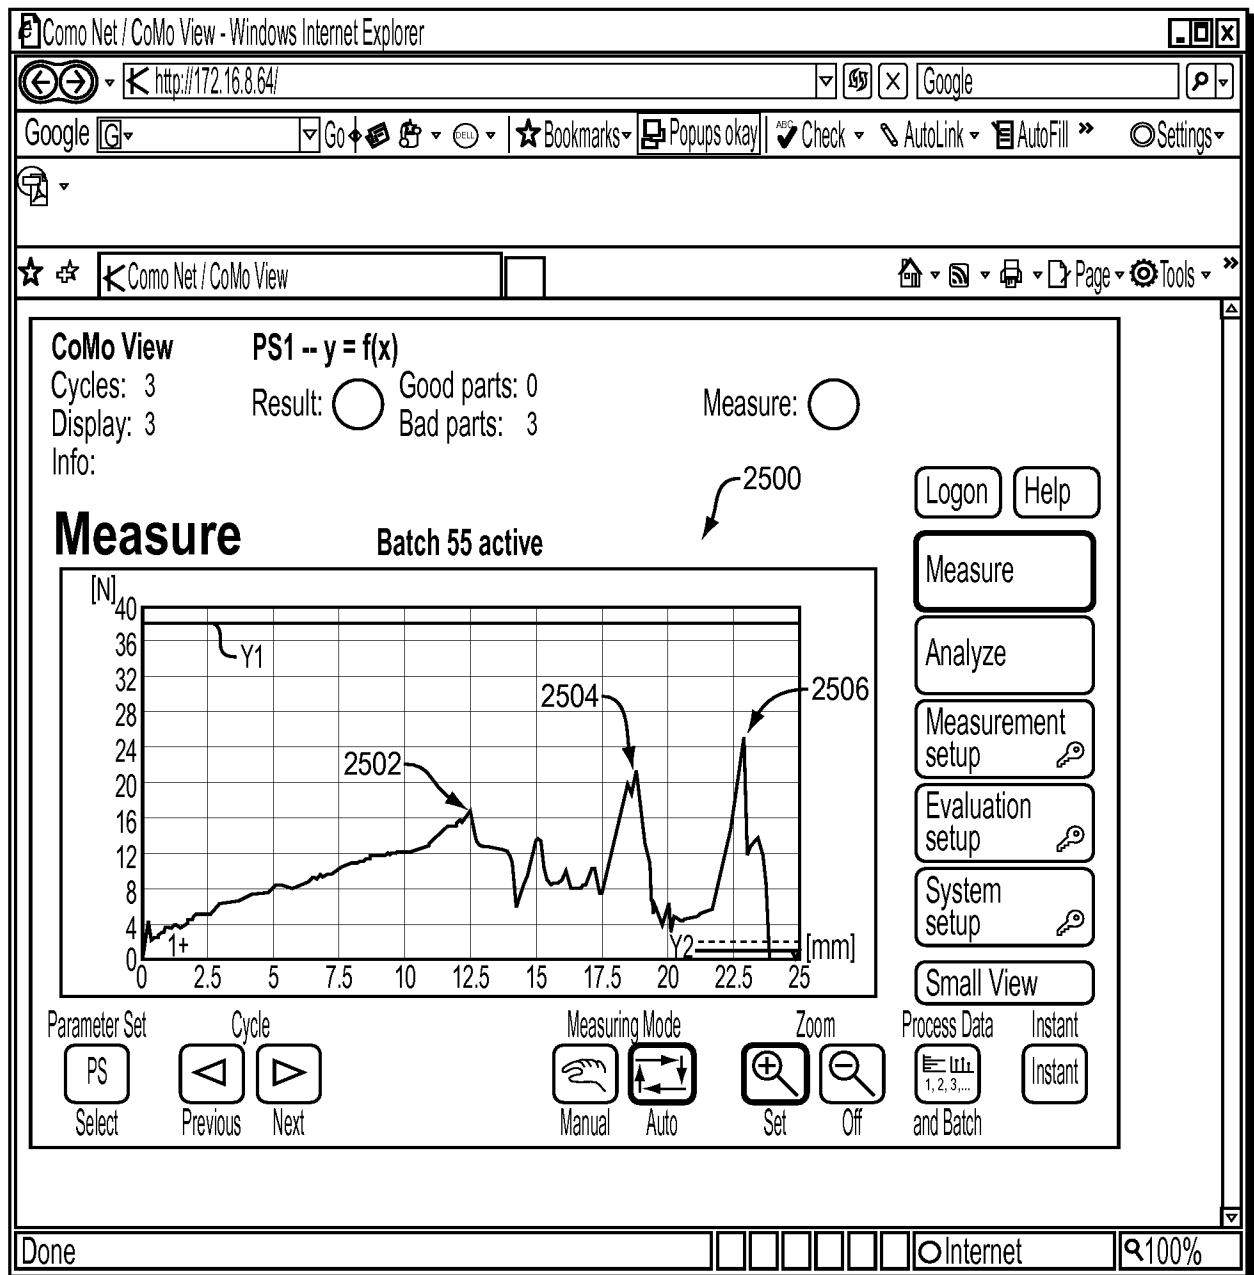 Como Net / CoMo View - Windows Internet Explorer
http://172.16.8.64/ Google
Google G Go DELL Bookmarks Popups okay ABC Check AutoLink AutoFill » Settings
Como Net / CoMo View Page Tools »
CoMo View PS1 -- y = f(x)
Cycles: 3 Result: Good parts: 0 Measure:
Display: 3 Bad parts: 3
Info:
2500
Logon Help
Measure Batch 55 active
Measure
[N]
40
36 Y1
Analyze
32
2504 2506
28
Measurement
setup
24
2502
20
Evaluation
setup
16
12
System
setup
8
4 1+ Y2 [mm]
0
0 2.5 5 7.5 10 12.5 15 17.5 20 22.5 25
Small View
Parameter Set Cycle Measuring Mode Zoom Process Data Instant
PS 1, 2, 3,... Instant
Select Previous Next Manual Auto Set Off and Batch
Done Internet 100%